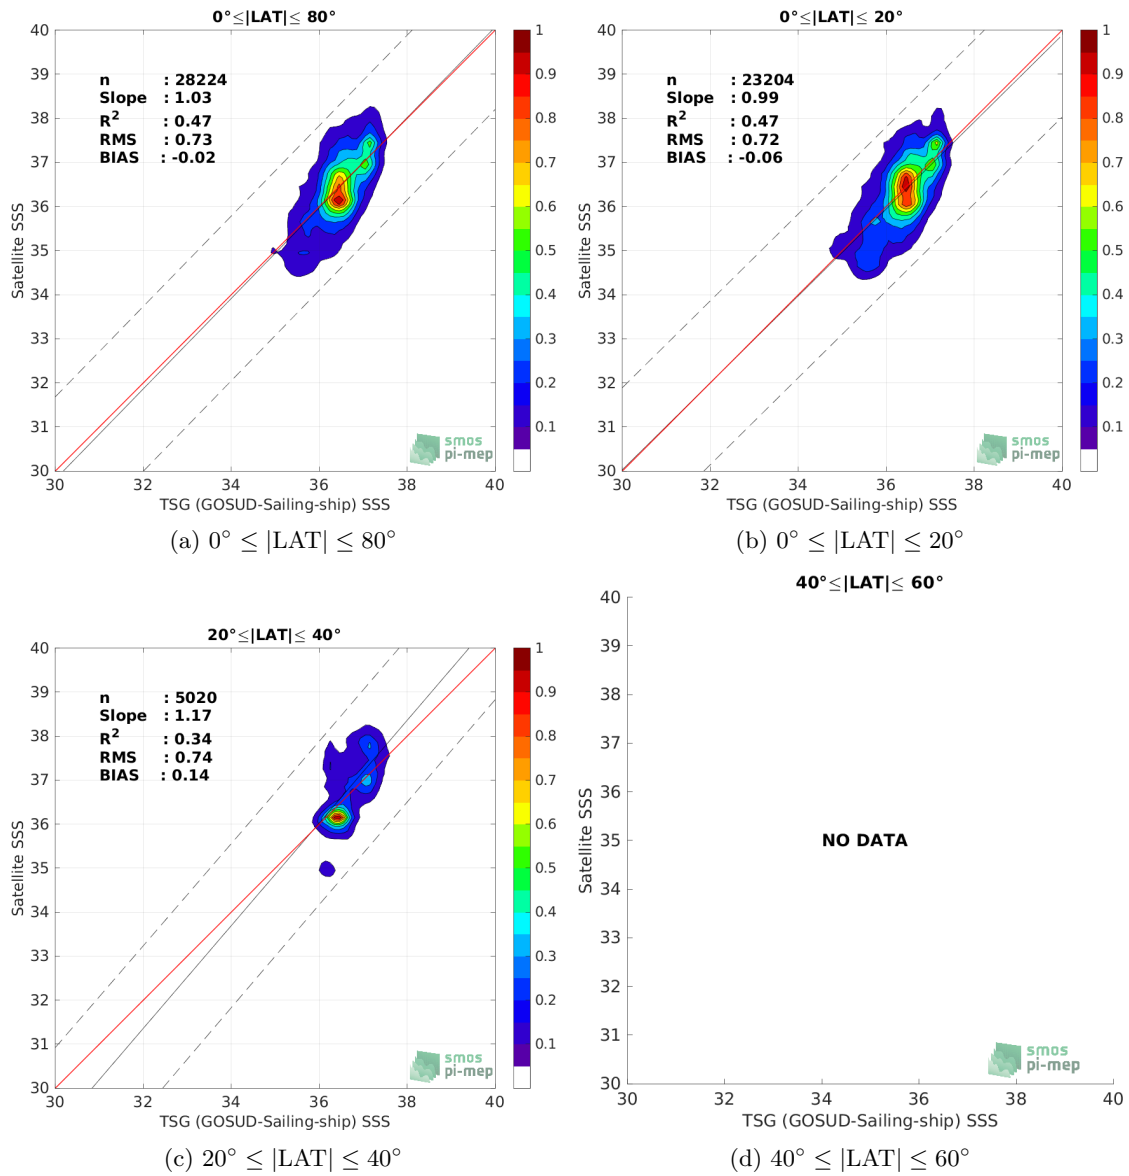 0°≤|LAT|≤ 80°
40
39
38
37
36
35
34
33
32
31
30
Satellite SSS
n : 28224
Slope : 1.03
R2 : 0.47
RMS : 0.73
BIAS : -0.02
1
0.9
0.8
0.7
0.6
0.5
0.4
0.3
0.2
0.1
smos
pi-mep
30 32 34 36 38 40
TSG (GOSUD-Sailing-ship) SSS
(a) 0° ≤ |LAT| ≤ 80°
0°≤|LAT|≤ 20°
40
39
38
37
36
35
34
33
32
31
30
Satellite SSS
n : 23204
Slope : 0.99
R2 : 0.47
RMS : 0.72
BIAS : -0.06
1
0.9
0.8
0.7
0.6
0.5
0.4
0.3
0.2
0.1
smos
pi-mep
30 32 34 36 38 40
TSG (GOSUD-Sailing-ship) SSS
(b) 0° ≤ |LAT| ≤ 20°
20°≤|LAT|≤ 40°
40
39
38
37
36
35
34
33
32
31
30
Satellite SSS
n : 5020
Slope : 1.17
R2 : 0.34
RMS : 0.74
BIAS : 0.14
1
0.9
0.8
0.7
0.6
0.5
0.4
0.3
0.2
0.1
smos
pi-mep
30 32 34 36 38 40
TSG (GOSUD-Sailing-ship) SSS
(c) 20° ≤ |LAT| ≤ 40°
40°≤|LAT|≤ 60°
40
39
38
37
36
35
34
33
32
31
30
Satellite SSS
NO DATA
smos
pi-mep
30 32 34 36 38 40
TSG (GOSUD-Sailing-ship) SSS
(d) 40° ≤ |LAT| ≤ 60°